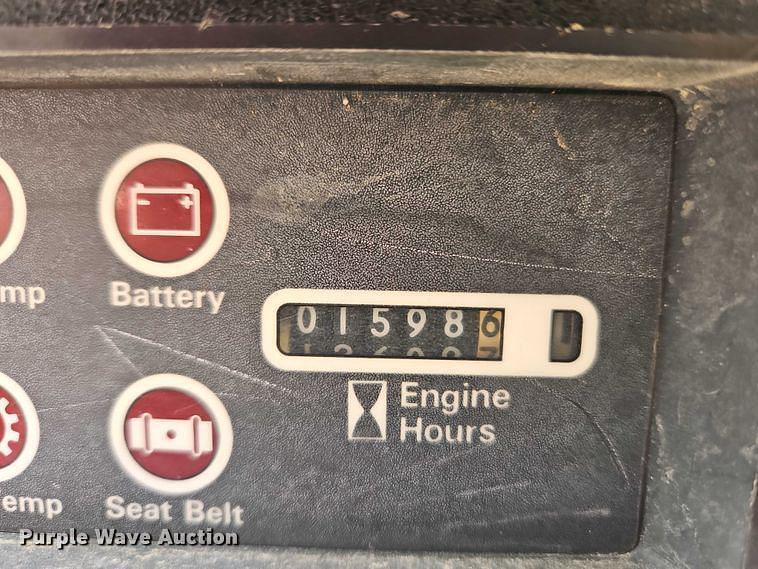 mp
Battery
015986
Engine
Hours
emp
Seat Belt
Purple Wave Auction